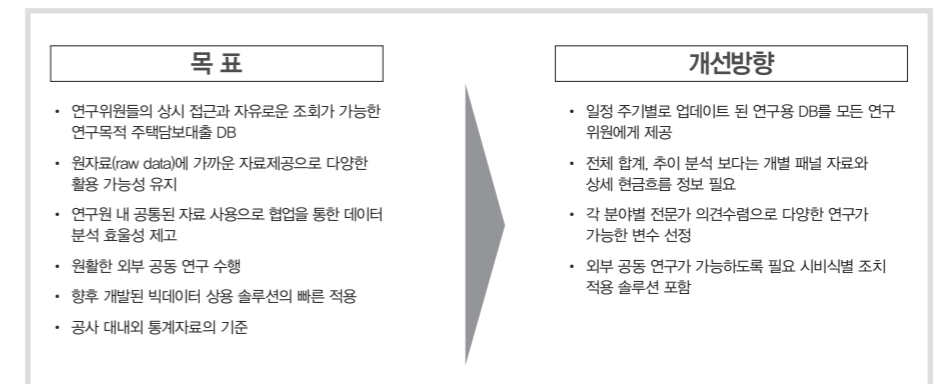 목 표
• 연구위원들의 상시 접근과 자유로운 조회가 가능한
연구목적 주택담보대출 DB
• 원자료(raw data)에 가까운 자료제공으로 다양한
활용 가능성 유지
• 연구원 내 공통된 자료 사용으로 협업을 통한 데이터
분석 효율성 제고
• 원활한 외부 공동 연구 수행
• 향후 개발된 빅데이터 상용 솔루션의 빠른 적용
• 공사 대내외 통계자료의 기준
개선방향
• 일정 주기별로 업데이트 된 연구용 DB를 모든 연구
위원에게 제공
• 전체 합계, 추이 분석 보다는 개별 패널 자료와
상세 현금흐름 정보 필요
• 각 분야별 전문가 의견수렴으로 다양한 연구가
가능한 변수 선정
• 외부 공동 연구가 가능하도록 필요 시비식별 조치
적용 솔루션 포함